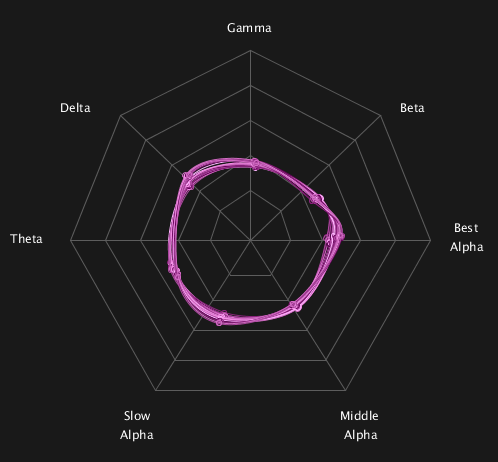 Gamma
Delta
Beta
Theta
Best
Alpha
Slow
Alpha
Middle
Alpha